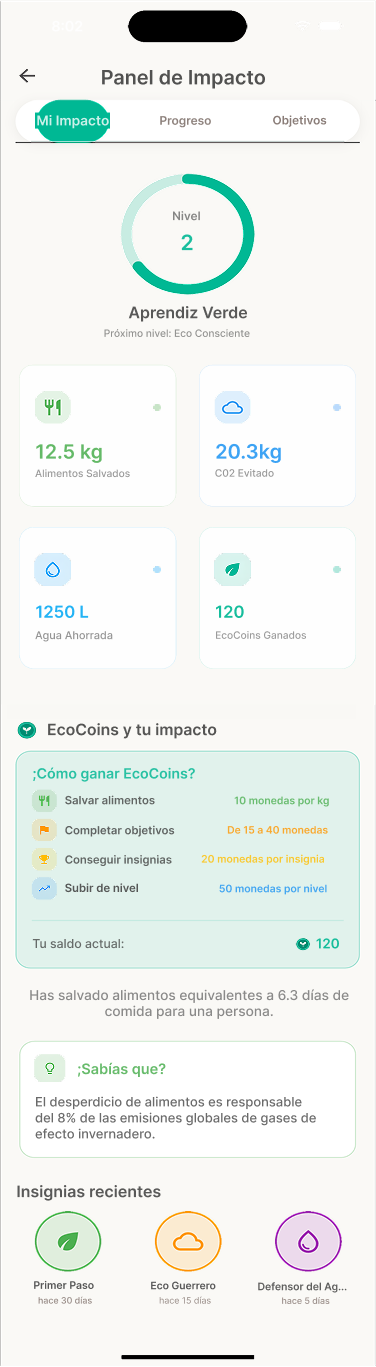 8:02
Panel de Impacto
Mi Impacto
Progreso
Objetivos
Nivel
2
Aprendiz Verde
Próximo nivel: Eco Consciente
12.5 kg
Alimentos Salvados
20.3kg
C02 Evitado
1250 L
Agua Ahorrada
120
EcoCoins Ganados
EcoCoins y tu impacto
¡Cómo ganar EcoCoins?
Salvar alimentos
10 monedas por kg
Completar objetivos
De 15 a 40 monedas
Conseguir insignias
20 monedas por insignia
Subir de nivel
50 monedas por nivel
Tu saldo actual:
120
Has salvado alimentos equivalentes a 6.3 días de
comida para una persona.
¡Sabías que?
El desperdicio de alimentos es responsable
del 8% de las emisiones globales de gases de
efecto invernadero.
Insignias recientes
Primer Paso
hace 30 días
Eco Guerrero
hace 15 días
Defensor del Ag...
hace 5 días